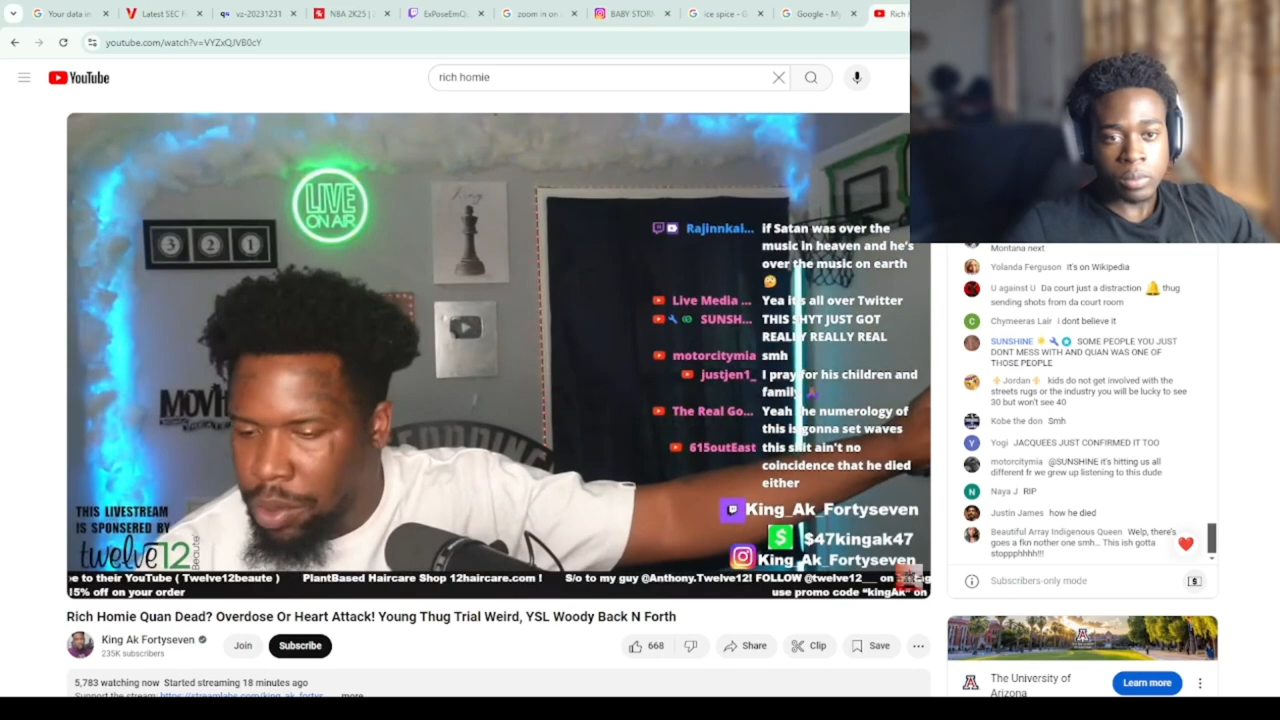 Your data in
Latest SEC F
vz-20231231
NBA 2K25 |
ExPoseEmQ
zoom in on
BABY STOR
ice spice - G
Google - My
Rich H
youtube.com/watch?v=VYZxQJVB0cY
YouTube
rich homie
LIVE
ON AIR
3 2 1
King
MOVI
Rajinnkai... if Satan was over the
music in heaven and he's
over the music on earth
Live Media ... Yea it's all over Twitter
SUNSH... THIS SHYT JUST GOT
REALLY REALLY REAL
motorcitymia smh
justjen1_ I pray for his children and
family
The Real Go... Yeah the numerology of
this is gonna set waves
615outEast this shit ain't no
coincidence that he died
either
King_Ak_Fortyseven
$ $47kingak47
King_Ak_Fortyseven
THIS LIVESTREAM
IS SPONSERED BY
twelve12
Beaute
e to their YouTube ( Twelve12beaute ) PlantBased Haircare Shop 12haircare.com ! S/o to my guy @Anthony.Twelve12! FOLLOW @twelve12___ on
15% off on your order use promo code "kingAk" on
Rich Homie Quan Dead? Overdose Or Heart Attack! Young Thug Trial Weird, YSL Woody Back N Forth
King Ak Fortyseven
235K subscribers
Join
Subscribe
668
Share
Clip
Save
5,783 watching now Started streaming 18 minutes ago
Support the stream: https://streamlabs.com/king_ak_fortys... ...more
Montana next
Yolanda Ferguson it's on Wikipedia
U against U Da court just a distraction thug
sending shots from da court room
C Chymeeras Lair i dont believe it
SUNSHINE SOME PEOPLE YOU JUST
DONT MESS WITH AND QUAN WAS ONE OF
THOSE PEOPLE
Jordan kids do not get involved with the
streets rugs or the industry you will be lucky to see
30 but won't see 40
Kobe the don Smh
Y Yogi JACQUEES JUST CONFIRMED IT TOO
motorcitymia @SUNSHINE it's hitting us all
different fr we grew up listening to this dude
N Naya J RIP
Justin James how he died
Beautiful Array Indigenous Queen Welp, there's
goes a fkn nother one smh... This ish gotta
stopppphhhh!!!
Subscribers-only mode
The University of
Arizona
Learn more